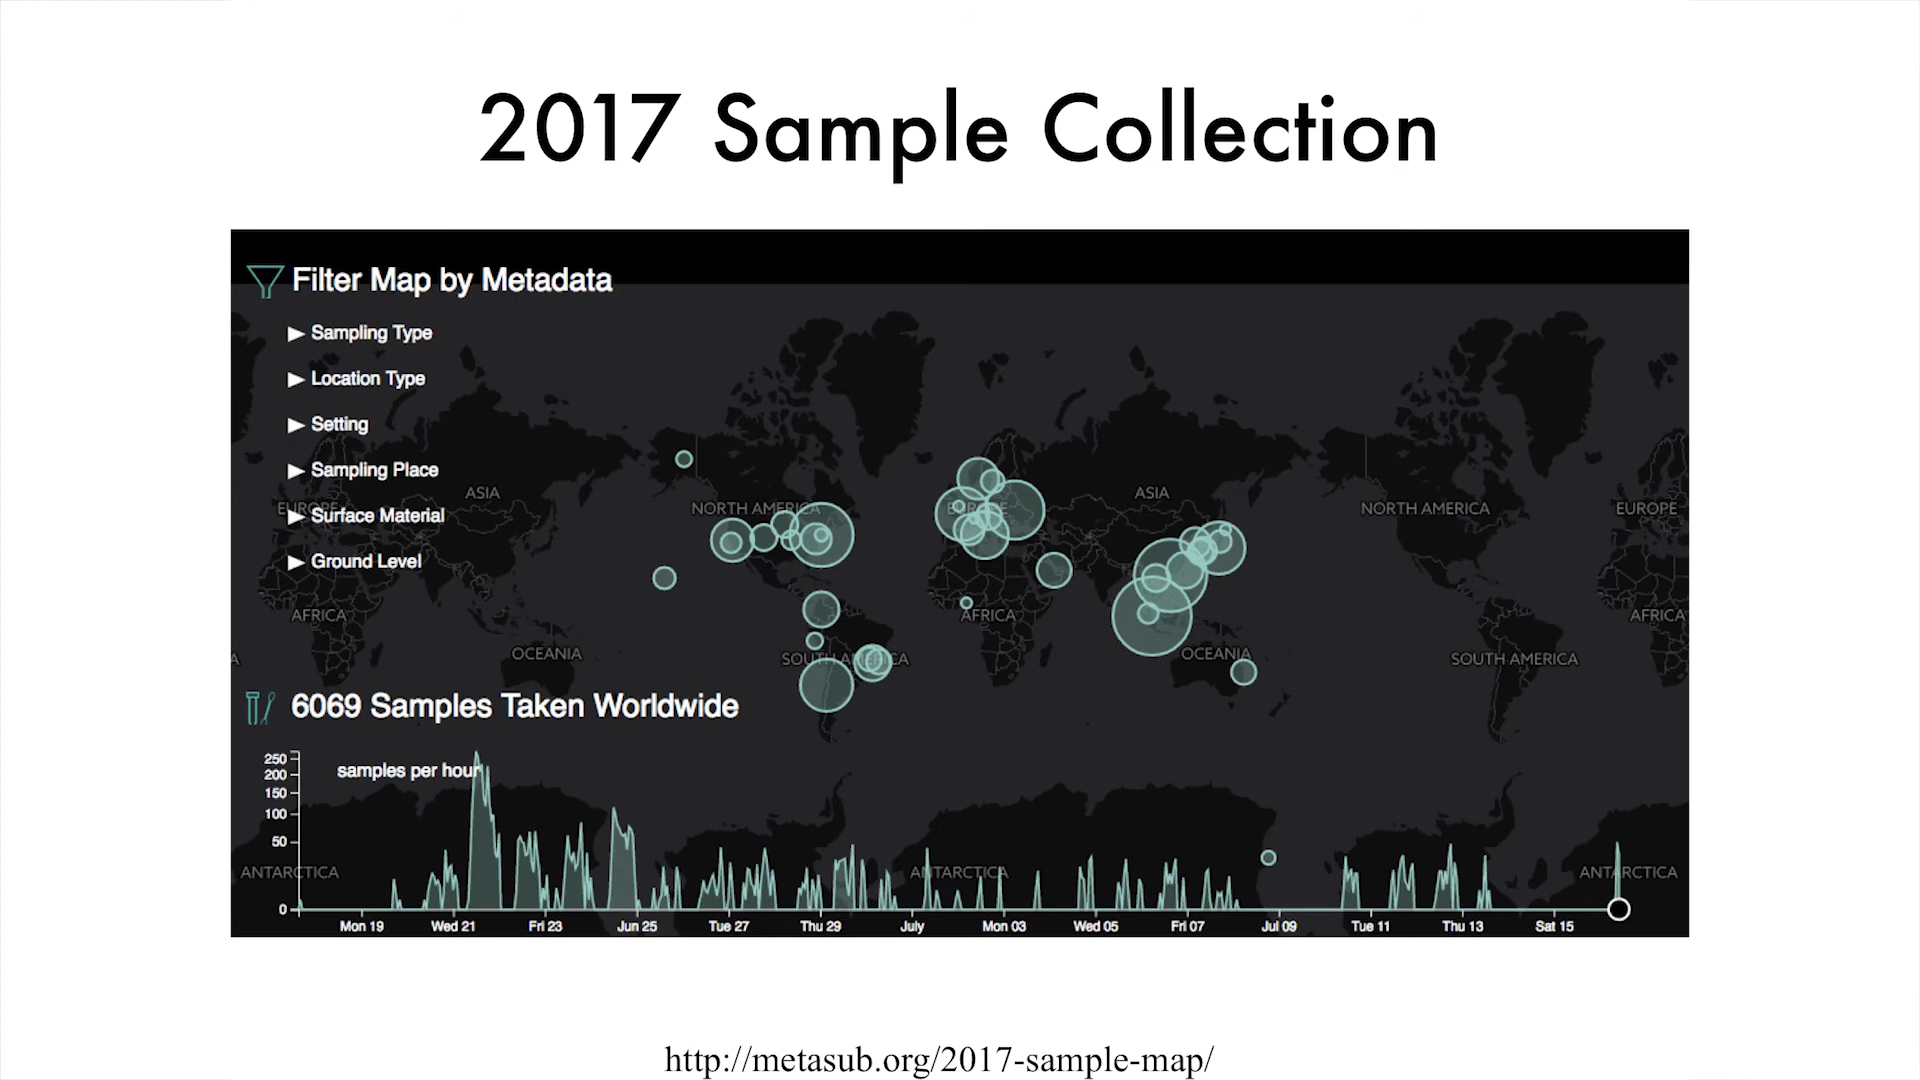 2017 Sample Collection
Filter Map by Metadata
▶ Sampling Type
▶ Location Type
▶ Setting
▶ Sampling Place
▶ Surface Material
▶ Ground Level
EUROPE
ASIA
NORTH AMERICA
EUROPE
ASIA
NORTH AMERICA
EUROPE
AFRICA
AFRICA
AFRICA
OCEANIA
SOUTH AMERICA
OCEANIA
SOUTH AMERICA
6069 Samples Taken Worldwide
samples per hour
250
200
150
100
50
0
ANTARCTICA
ANTARCTICA
ANTARCTICA
Mon 19 Wed 21 Fri 23 Jun 25 Tue 27 Thu 29 July Mon 03 Wed 05 Fri 07 Jul 09 Tue 11 Thu 13 Sat 15
http://metasub.org/2017-sample-map/